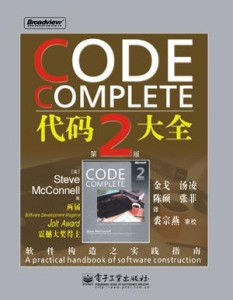 Broadview
CODE
COMPLETE
代码2大全
第 版
[美]
Steve
McConnell
著
两届
Software Development Magazine
Jolt Award
震撼大奖得主
Microsoft
CODE 2
COMPLETE
金戈 汤凌
陈硕 张菲
译
裘宗燕 审校
软件构造之实践指南
A practical handbook of software construction
电子工业出版社